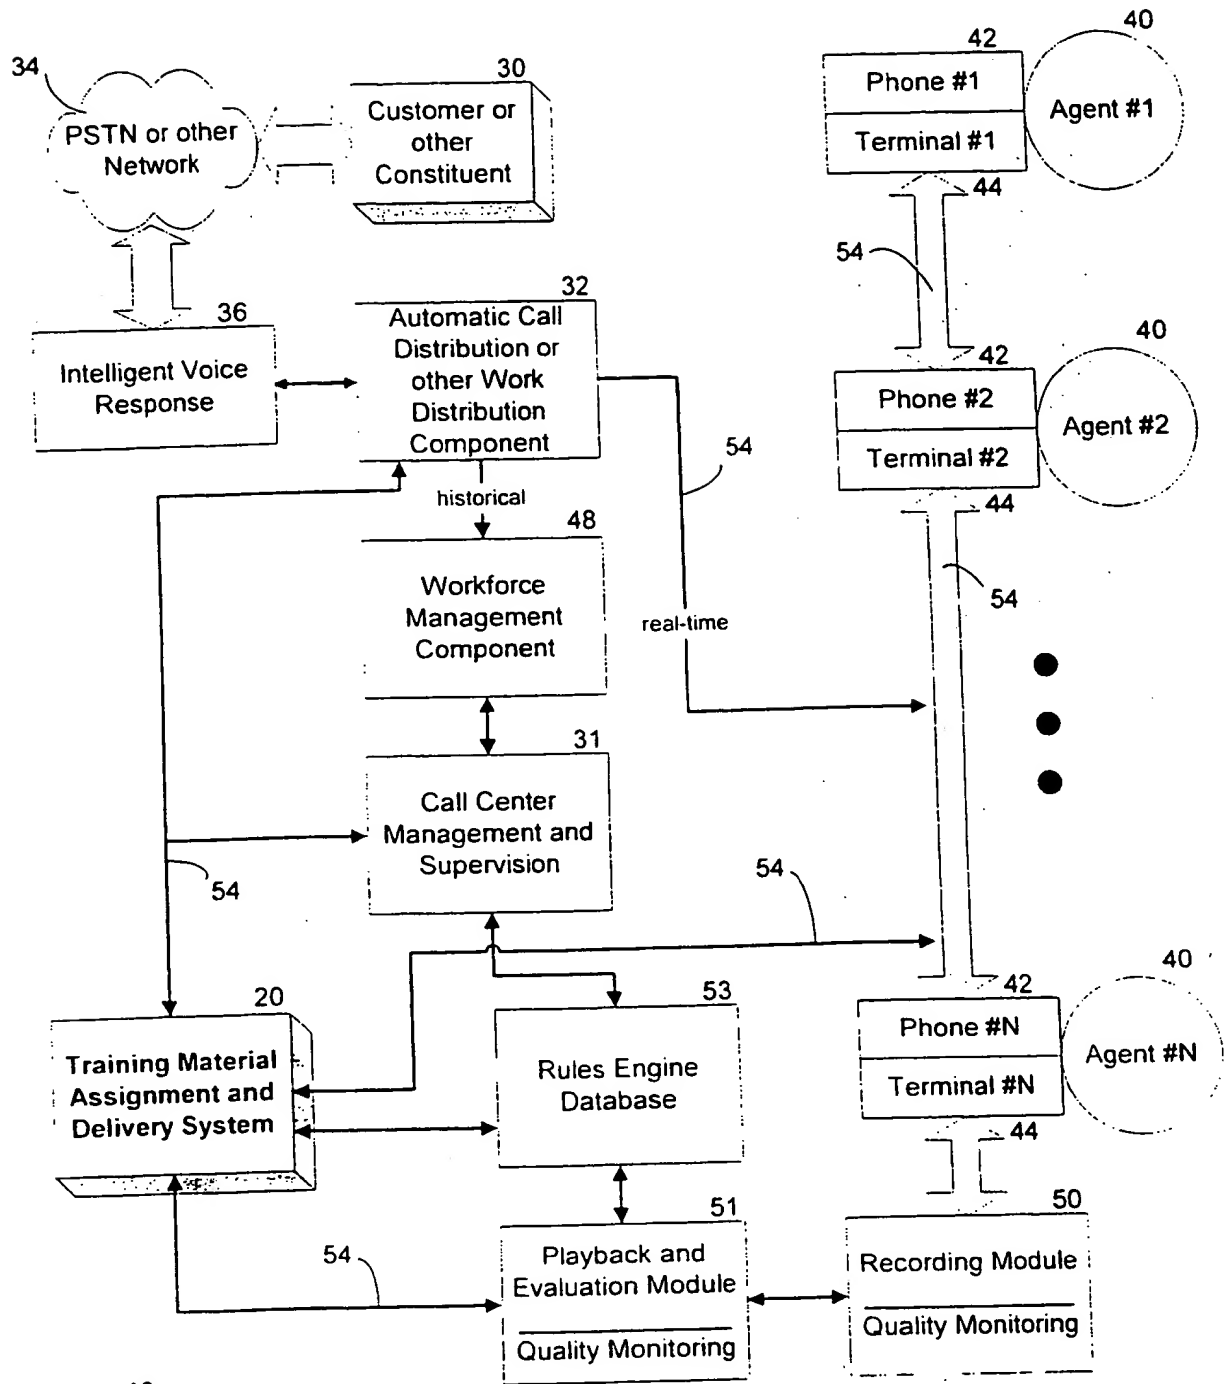 34
PSTN or other
Network
30
Customer or
other
Constituent
42
40
Phone #1
Terminal #1
Agent #1
44
54
36
Intelligent Voice
Response
32
Automatic Call
Distribution or
other Work
Distribution
Component
54
42
40
Phone #2
Terminal #2
Agent #2
44
54
historical
48
Workforce
Management
Component
real-time
31
Call Center
Management and
Supervision
54
54
20
Training Material
Assignment and
Delivery System
53
Rules Engine
Database
42
40
Phone #N
Terminal #N
Agent #N
44
54
51
Playback and
Evaluation Module
Quality Monitoring
50
Recording Module
Quality Monitoring